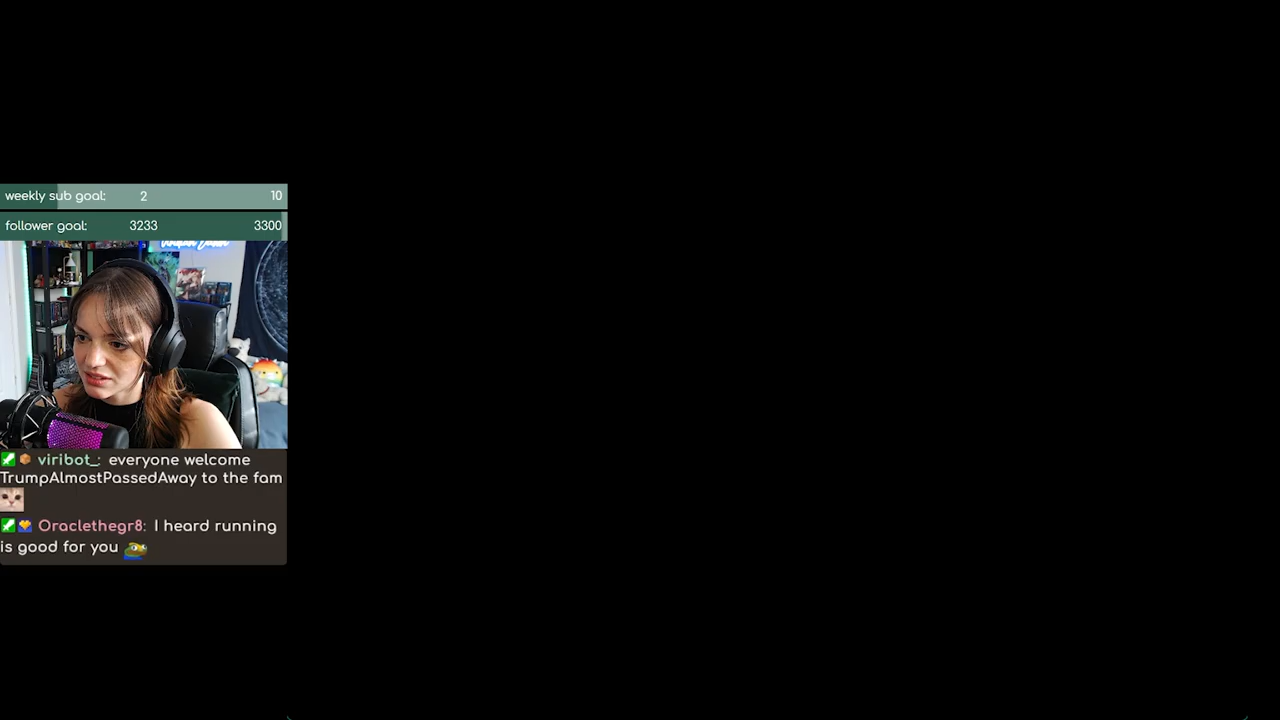 weekly sub goal: 2 10
follower goal: 3233 3300
viribot_: everyone welcome
TrumpAlmostPassedAway to the fam
Oraclethegr8: I heard running
is good for you